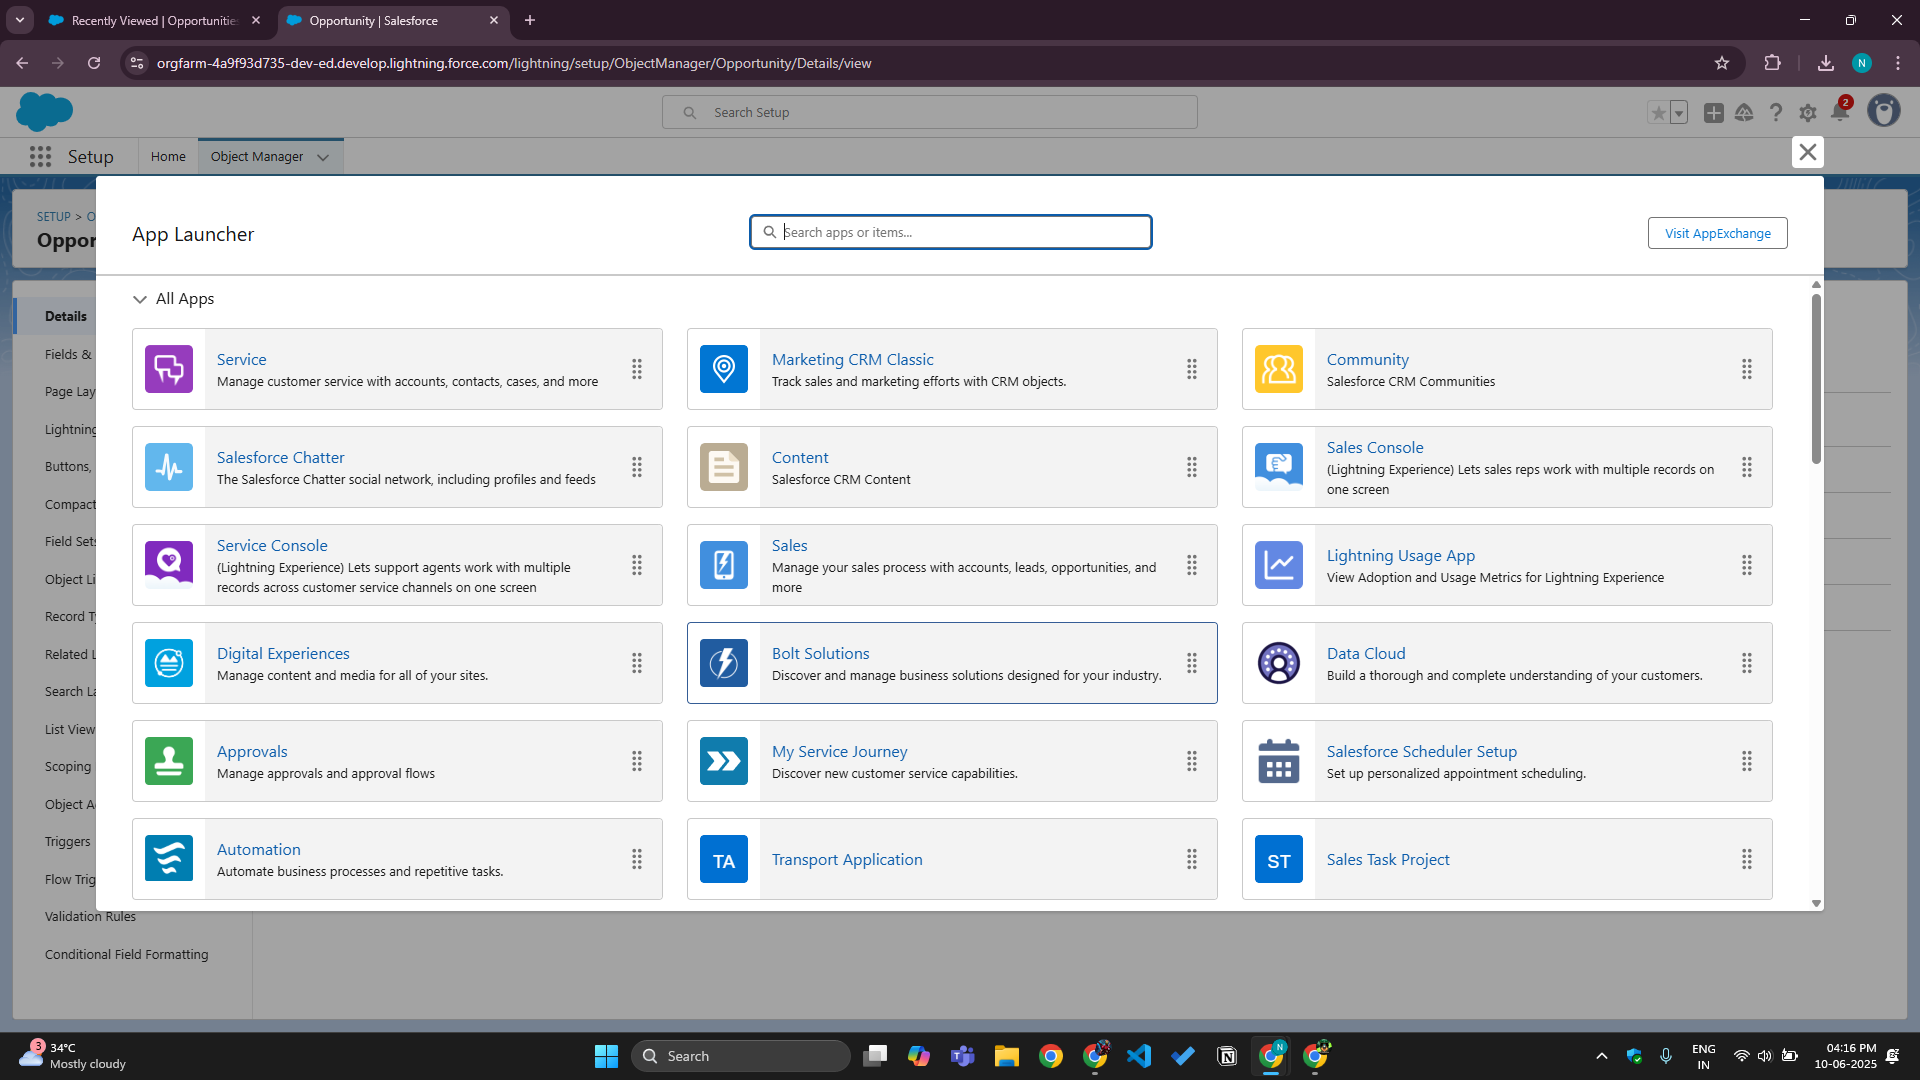 Recently Viewed | Opportunities
Opportunity | Salesforce
orgfarm-4a9f93d735-dev-ed.develop.lightning.force.com/lightning/setup/ObjectManager/Opportunity/Details/view
N
Search Setup
2
Setup
Home
Object Manager
SETUP > O
Oppor
App Launcher
Search apps or items...
Visit AppExchange
All Apps
Details
Fields &
Page Lay
Lightning
Buttons,
Compact
Field Sets
Object Li
Record Ty
Related L
Search La
List View
Scoping
Object Ac
Triggers
Flow Trig
Validation Rules
Conditional Field Formatting
Service
Manage customer service with accounts, contacts, cases, and more
Marketing CRM Classic
Track sales and marketing efforts with CRM objects.
Community
Salesforce CRM Communities
Salesforce Chatter
The Salesforce Chatter social network, including profiles and feeds
Content
Salesforce CRM Content
Sales Console
(Lightning Experience) Lets sales reps work with multiple records on
one screen
Service Console
(Lightning Experience) Lets support agents work with multiple
records across customer service channels on one screen
Sales
Manage your sales process with accounts, leads, opportunities, and
more
Lightning Usage App
View Adoption and Usage Metrics for Lightning Experience
Digital Experiences
Manage content and media for all of your sites.
Bolt Solutions
Discover and manage business solutions designed for your industry.
Data Cloud
Build a thorough and complete understanding of your customers.
Approvals
Manage approvals and approval flows
My Service Journey
Discover new customer service capabilities.
Salesforce Scheduler Setup
Set up personalized appointment scheduling.
Automation
Automate business processes and repetitive tasks.
TA
Transport Application
ST
Sales Task Project
3
34°C
Mostly cloudy
Search
N
ENG
IN
04:16 PM
10-06-2025